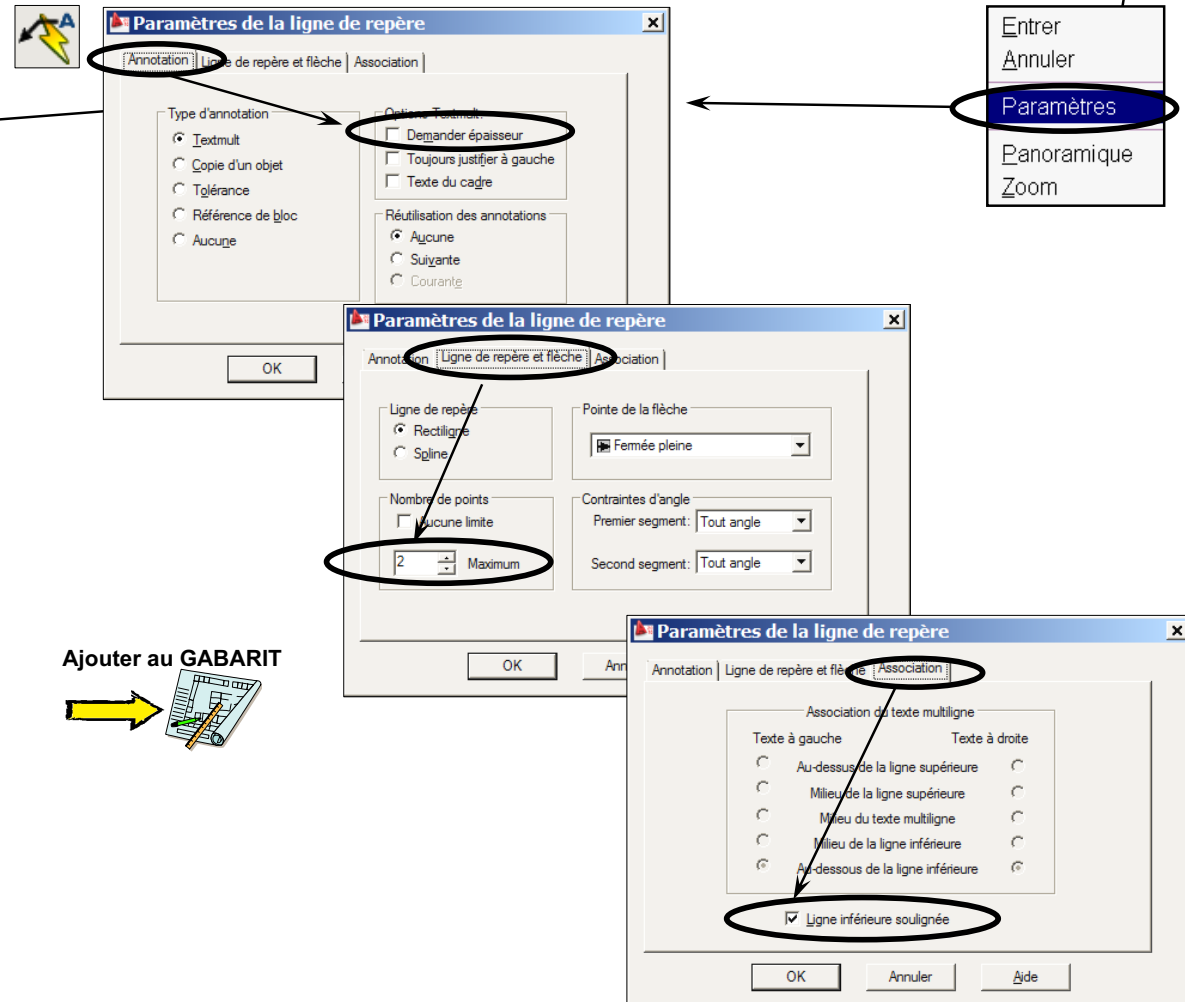 A
Paramètres de la ligne de repère
Annotation
Ligne de repère et flèche
Association
Type d'annotation
Textmult
Copie d'un objet
Tolérance
Référence de bloc
Aucune
Options Textmult:
Demander épaisseur
Toujours justifier à gauche
Texte du cadre
Réutilisation des annotations
Aucune
Suivante
Courante
OK
Entrer
Annuler
Paramètres
Panoramique
Zoom
Paramètres de la ligne de repère
Annotation
Ligne de repère et flèche
Association
Ligne de repère
Rectiligne
Spline
Pointe de la flèche
Fermée pleine
Nombre de points
Aucune limite
2 Maximum
Contraintes d'angle
Premier segment: Tout angle
Second segment: Tout angle
OK
Ann
Ajouter au GABARIT
Paramètres de la ligne de repère
Annotation
Ligne de repère et flèche
Association
Association du texte multiligne
Texte à gauche Texte à droite
Au-dessus de la ligne supérieure
Milieu de la ligne supérieure
Milieu du texte multiligne
Milieu de la ligne inférieure
Au-dessous de la ligne inférieure
Ligne inférieure soulignée
OK
Annuler
Aide